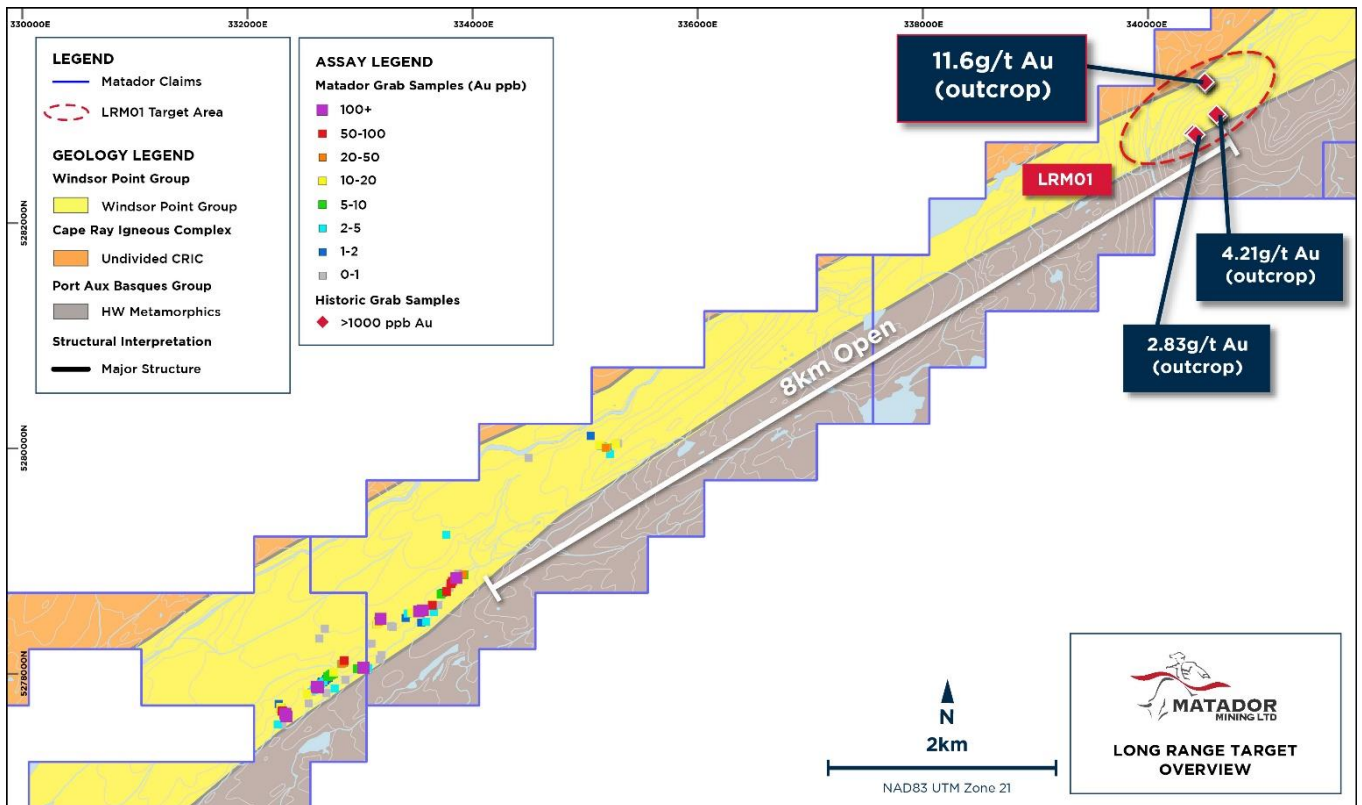 330000E
332000E
334000E
336000E
338000E
340000E
5282000N
5280000N
5278000N
LEGEND
Matador Claims
LRM01 Target Area
GEOLOGY LEGEND
Windsor Point Group
Windsor Point Group
Cape Ray Igneous Complex
Undivided CRIC
Port Aux Basques Group
HW Metamorphics
Structural Interpretation
Major Structure
ASSAY LEGEND
Matador Grab Samples (Au ppb)
100+
50-100
20-50
10-20
5-10
2-5
1-2
0-1
Historic Grab Samples
>1000 ppb Au
11.6g/t Au
(outcrop)
LRM01
4.21g/t Au
(outcrop)
2.83g/t Au
(outcrop)
8km Open
N
2km
NAD83 UTM Zone 21
MATADOR
MINING LTD
LONG RANGE TARGET
OVERVIEW